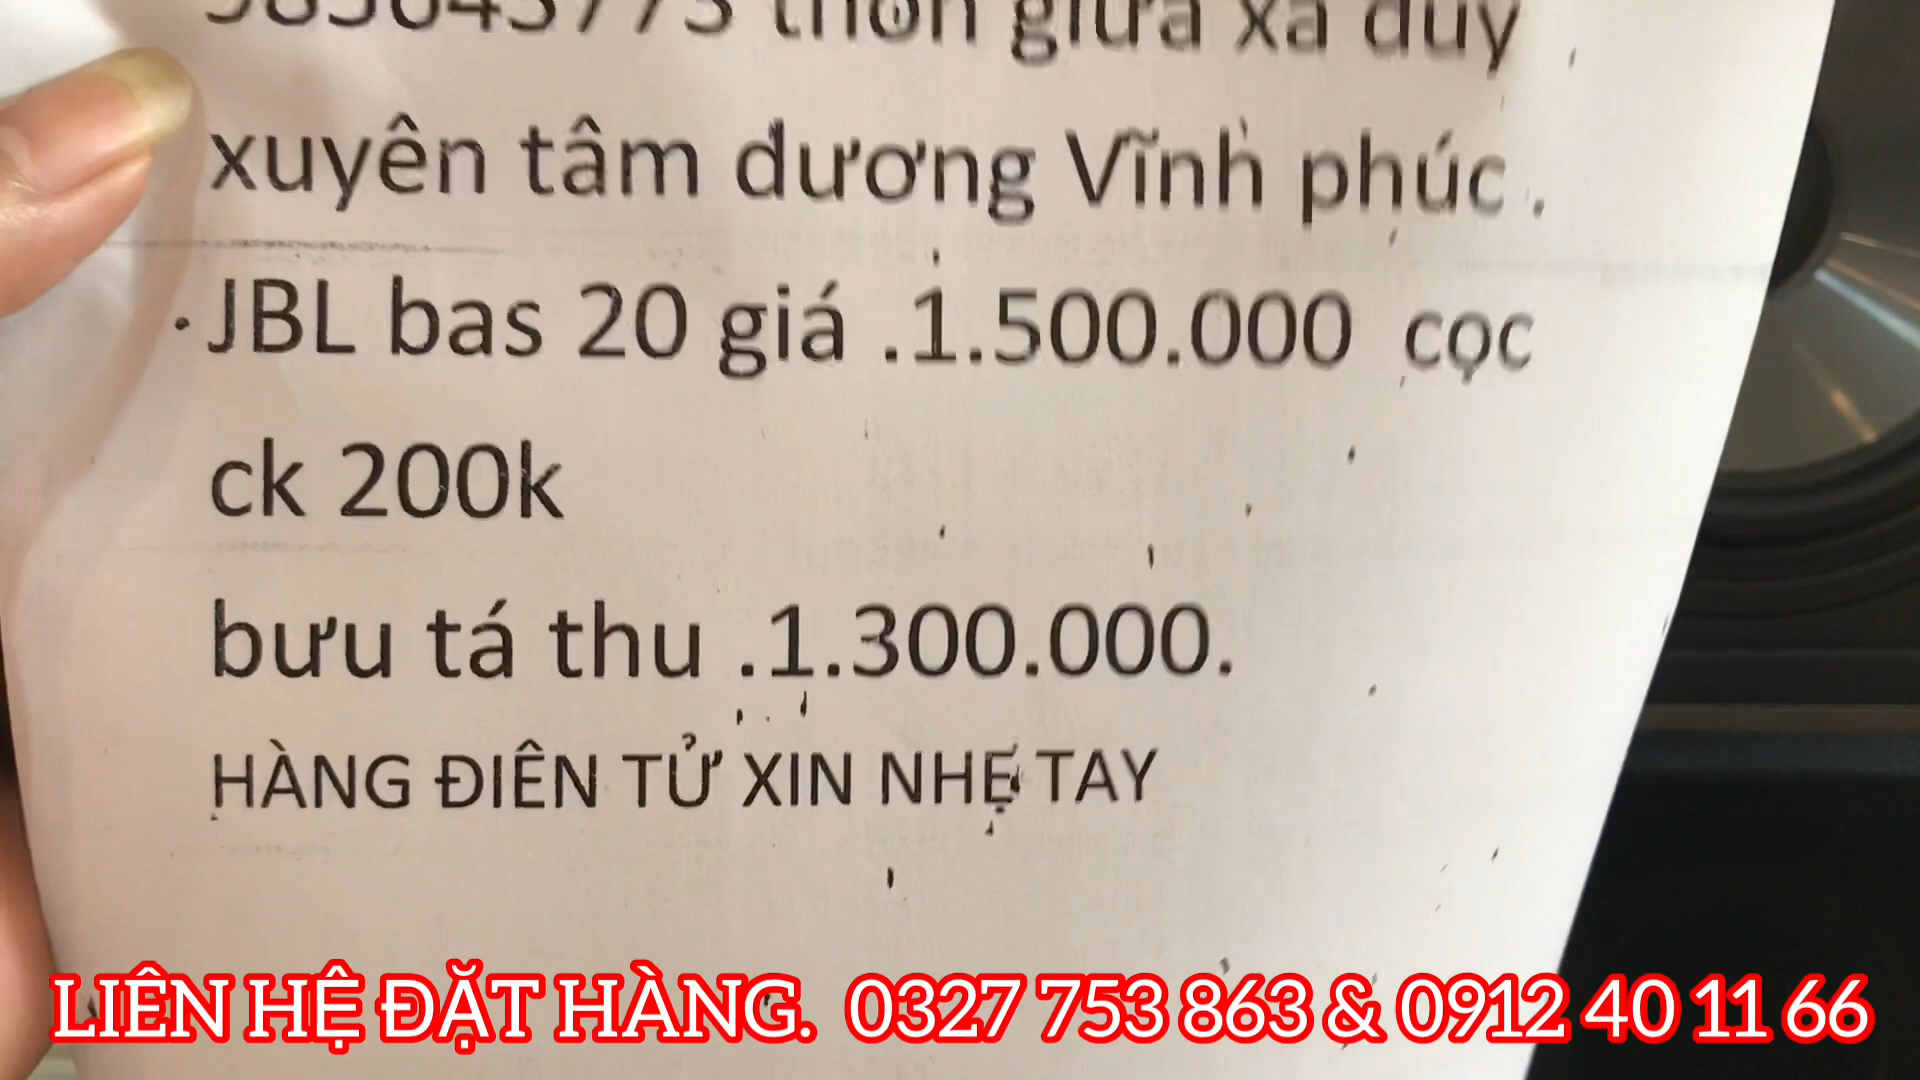 thôn giữa xã duy
xuyên tâm dương Vĩnh phúc .
JBL bas 20 giá .1.500.000 cọc
ck 200k
bưu tá thu .1.300.000.
HÀNG ĐIÊN TỬ XIN NHẸ TAY
LIÊN HỆ ĐẶT HÀNG. 0327 753 863 & 0912 40 11 66